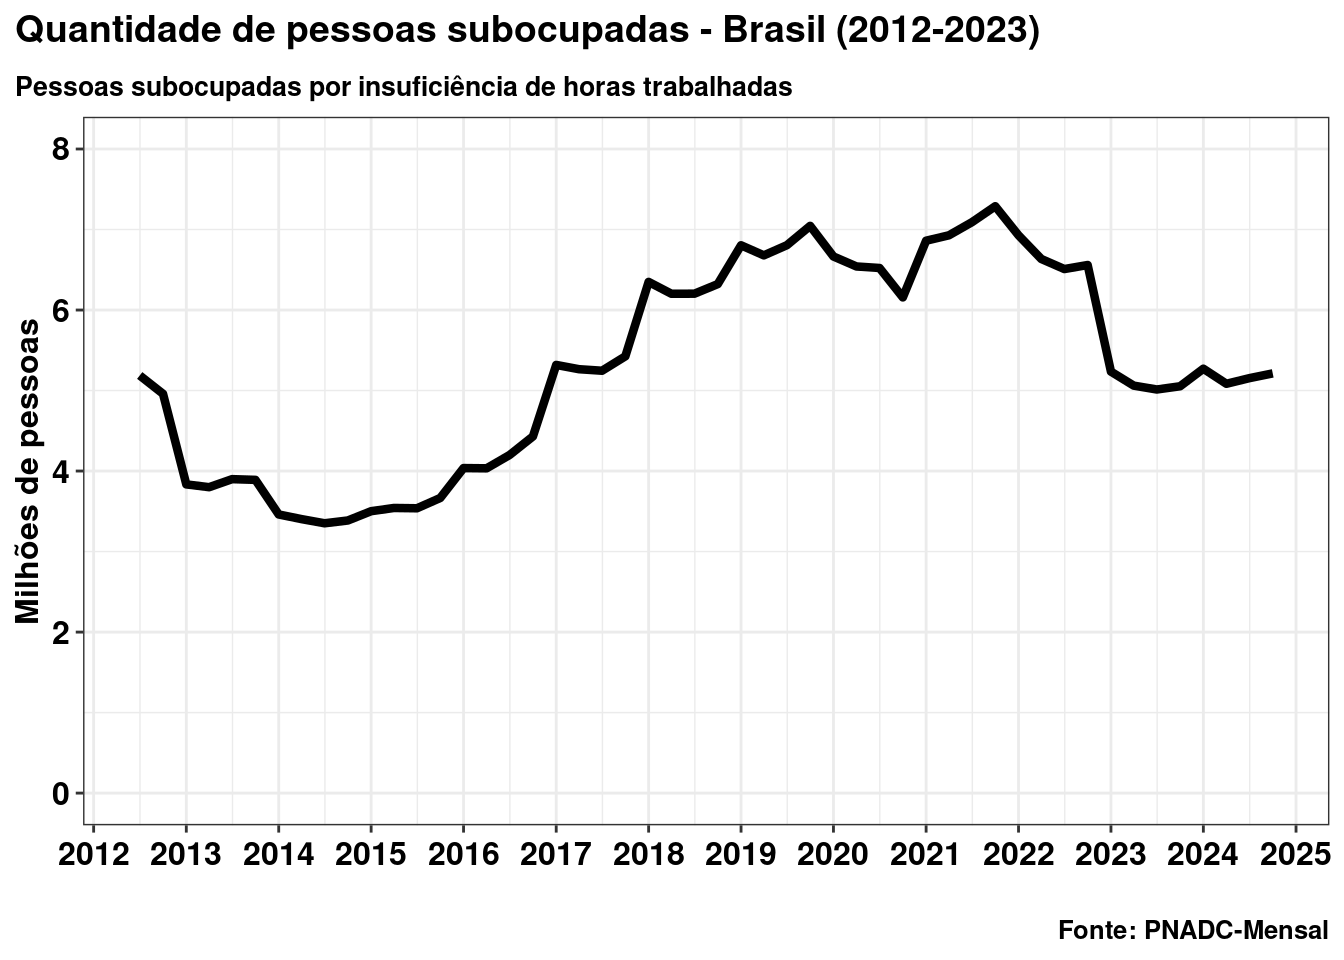 Quantidade de pessoas subocupadas - Brasil (2012-2023)
Pessoas subocupadas por insuficiência de horas trabalhadas
Milhões de pessoas
8
6
4
2
0
2012 2013 2014 2015 2016 2017 2018 2019 2020 2021 2022 2023 2024 2025
Fonte: PNADC-Mensal